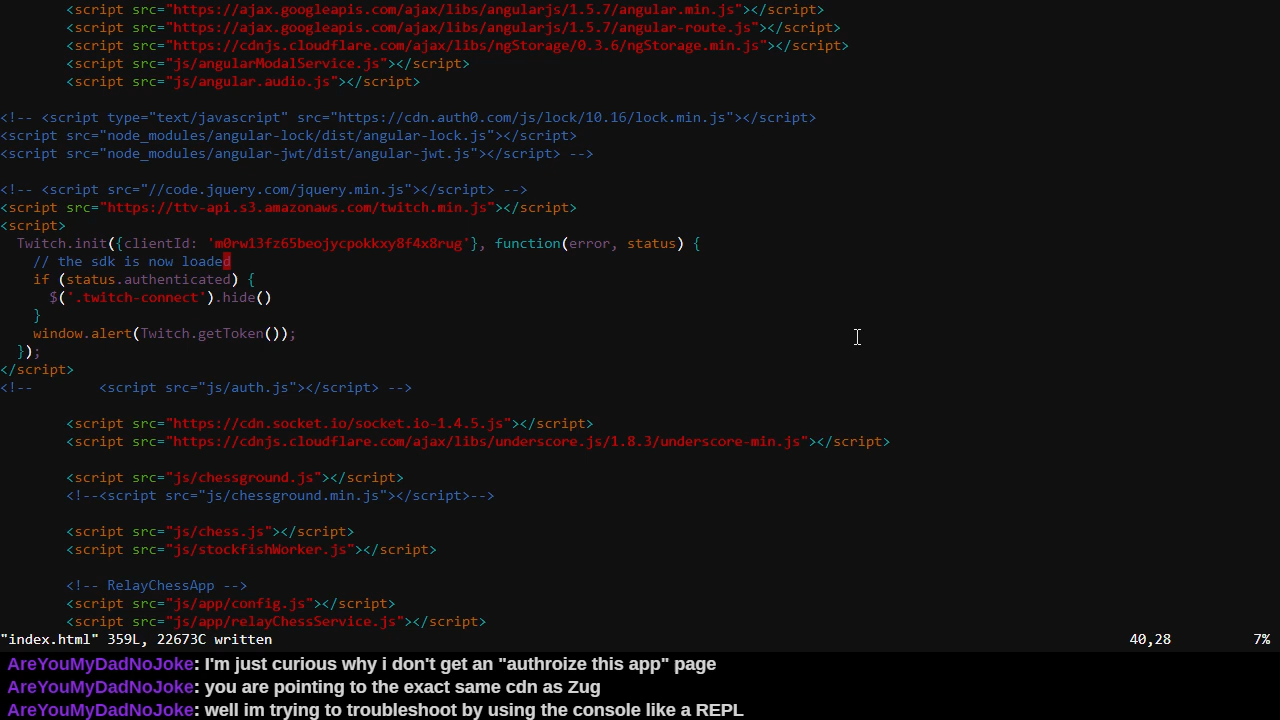 <script src="https://ajax.googleapis.com/ajax/libs/angularjs/1.5.7/angular.min.js"></script>
<script src="https://ajax.googleapis.com/ajax/libs/angularjs/1.5.7/angular-route.js"></script>
<script src="https://cdnjs.cloudflare.com/ajax/libs/ngStorage/0.3.6/ngStorage.min.js"></script>
<script src="js/angularModalService.js"></script>
<script src="js/angular.audio.js"></script>
<!-- <script type="text/javascript" src="https://cdn.auth0.com/js/lock/10.16/lock.min.js"></script>
<script src="node_modules/angular-lock/dist/angular-lock.js"></script>
<script src="node_modules/angular-jwt/dist/angular-jwt.js"></script> -->
<!-- <script src="//code.jquery.com/jquery.min.js"></script> -->
<script src="https://ttv-api.s3.amazonaws.com/twitch.min.js"></script>
<script>
Twitch.init({clientId: 'm0rw13fz65beojycpokkxy8f4x8rug'}, function(error, status) {
// the sdk is now loaded
if (status.authenticated) {
$('.twitch-connect').hide()
}
window.alert(Twitch.getToken());
});
</script>
<!-- <script src="js/auth.js"></script> -->
<script src="https://cdn.socket.io/socket.io-1.4.5.js"></script>
<script src="https://cdnjs.cloudflare.com/ajax/libs/underscore.js/1.8.3/underscore-min.js"></script>
<script src="js/chessground.js"></script>
<!--<script src="js/chessground.min.js"></script>-->
<script src="js/chess.js"></script>
<script src="js/stockfishWorker.js"></script>
<!-- RelayChessApp -->
<script src="js/app/config.js"></script>
<script src="js/app/relayChessService.js"></script>
"index.html" 359L, 22673C written 40,28 7%
AreYouMyDadNoJoke: I'm just curious why i don't get an "authroize this app" page
AreYouMyDadNoJoke: you are pointing to the exact same cdn as Zug
AreYouMyDadNoJoke: well im trying to troubleshoot by using the console like a REPL